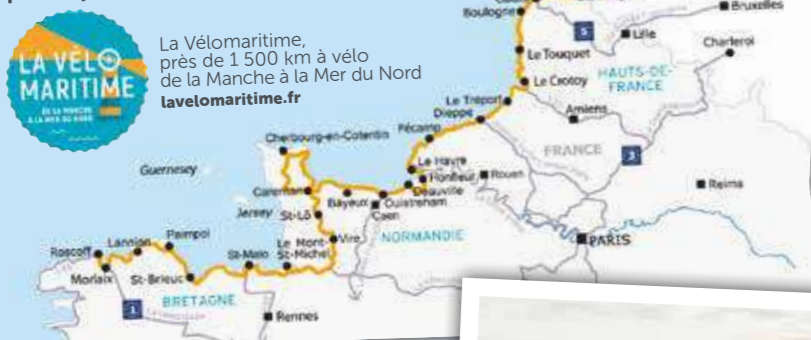 LA VÉLO
MARITIME
DE LA MANCHE
À LA MER DU NORD
La Vélomaritime,
près de 1 500 km à vélo
de la Manche à la Mer du Nord
lavelomaritime.fr
Boulogne
Bruxelles
5
Lille
Charleroi
Le Touquet
Le Crotoy
HAUTS-DE-
FRANCE
Le Tréport
Dieppe
Amiens
Fécamp
Cherbourg-en-Cotentin
FRANCE
3
Le Havre
Guernesey
Honfleur
Rouen
Reims
Carentan
Deauville
Bayeux
Ouistreham
Jersey
St-Lô
Caen
Paimpol
Lannion
Roscoff
Le Mont-
St-Michel
Vire
NORMANDIE
PARIS
St-Malo
Morlaix
St-Brieuc
BRETAGNE
1
Rennes